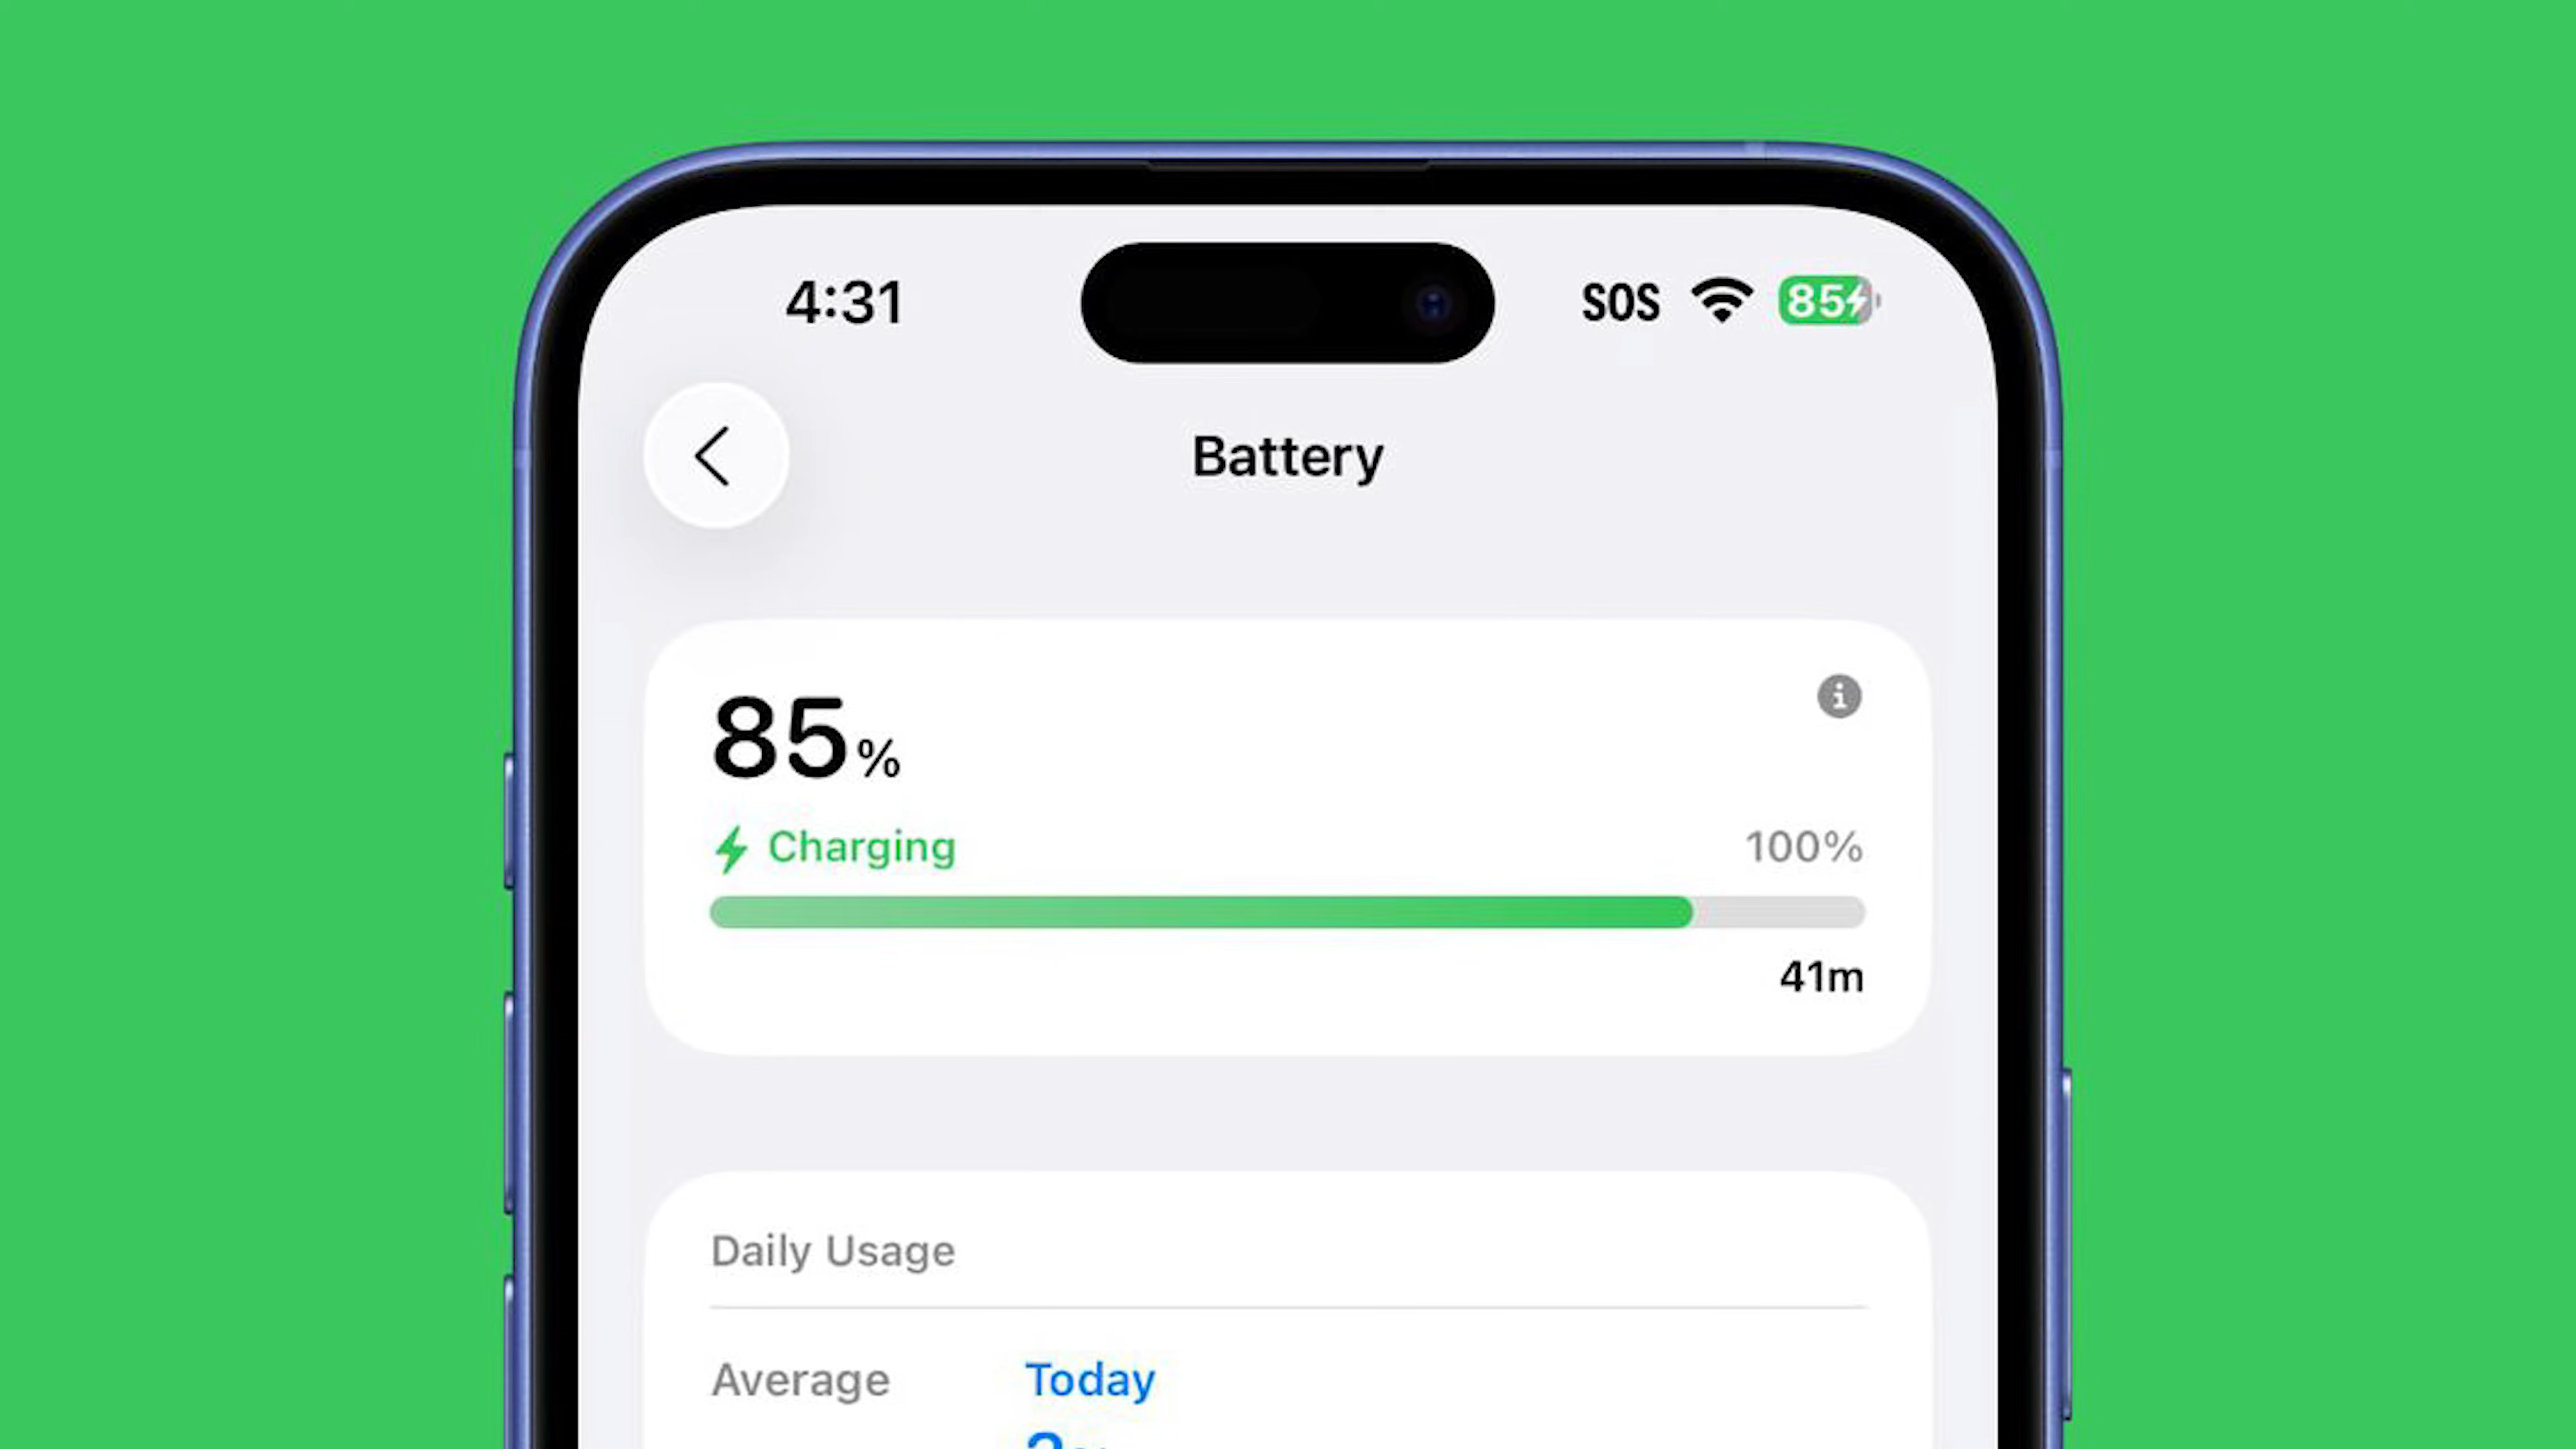 4:31 SOS 85
Battery
85%
Charging 100%
41m
Daily Usage
Average Today